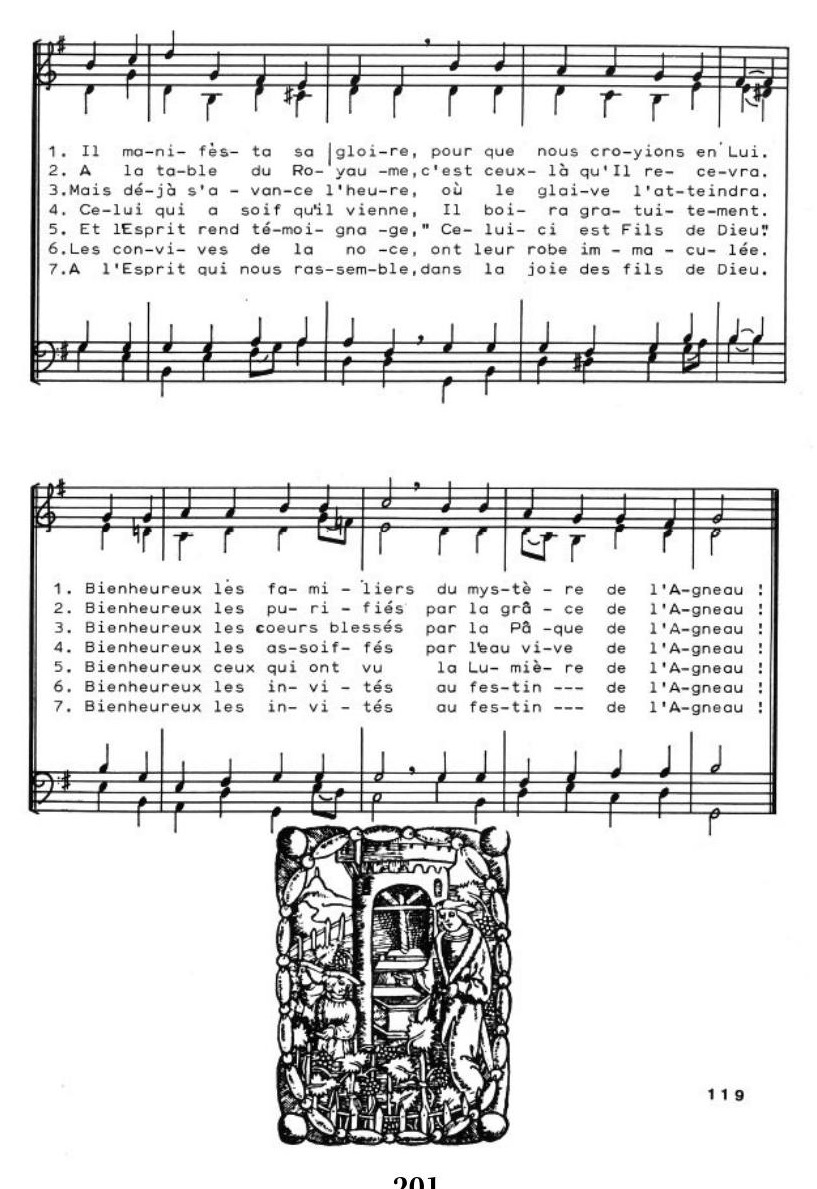 1. Il ma-ni- fès- ta sa gloi-re, pour que nous cro-yions en Lui.
2. A la ta-ble du Ro- yau -me,c'est ceux- là qu'Il re- ce-vra.
3.Mais dé-jà s'a - van-ce l'heu-re, où le glai-ve l'at-teindra.
4. Ce-lui qui a soif qu'il vienne, Il boi- ra gra- tui- te-ment.
5. Et lEsprit rend té-moi- gna -ge," Ce- lui- ci est Fils de Dieu"
6.Les con-vi- ves de la no -ce, ont leur robe im - ma - cu- lée.
7.A l'Esprit qui nous ras-sem-ble,dans la joie des fils de Dieu.
1. Bienheureux les fa- mi - liers du mys-tè - re de l'A-gneau !
2. Bienheureux les pu- ri - fiés par la grâ - ce de l'A-gneau !
3. Bienheureux les coeurs blessés par la Pâ -que de l'A-gneau !
4. Bienheureux les as-soif- fés par l'eau vi-ve de l'A-gneau !
5. Bienheureux ceux qui ont vu la Lu- miè- re de l'A-gneau !
6. Bienheureux les in- vi - tés au fes-tin --- de l'A-gneau !
7. Bienheureux les in- vi - tés au fes-tin --- de l'A-gneau !
119
201